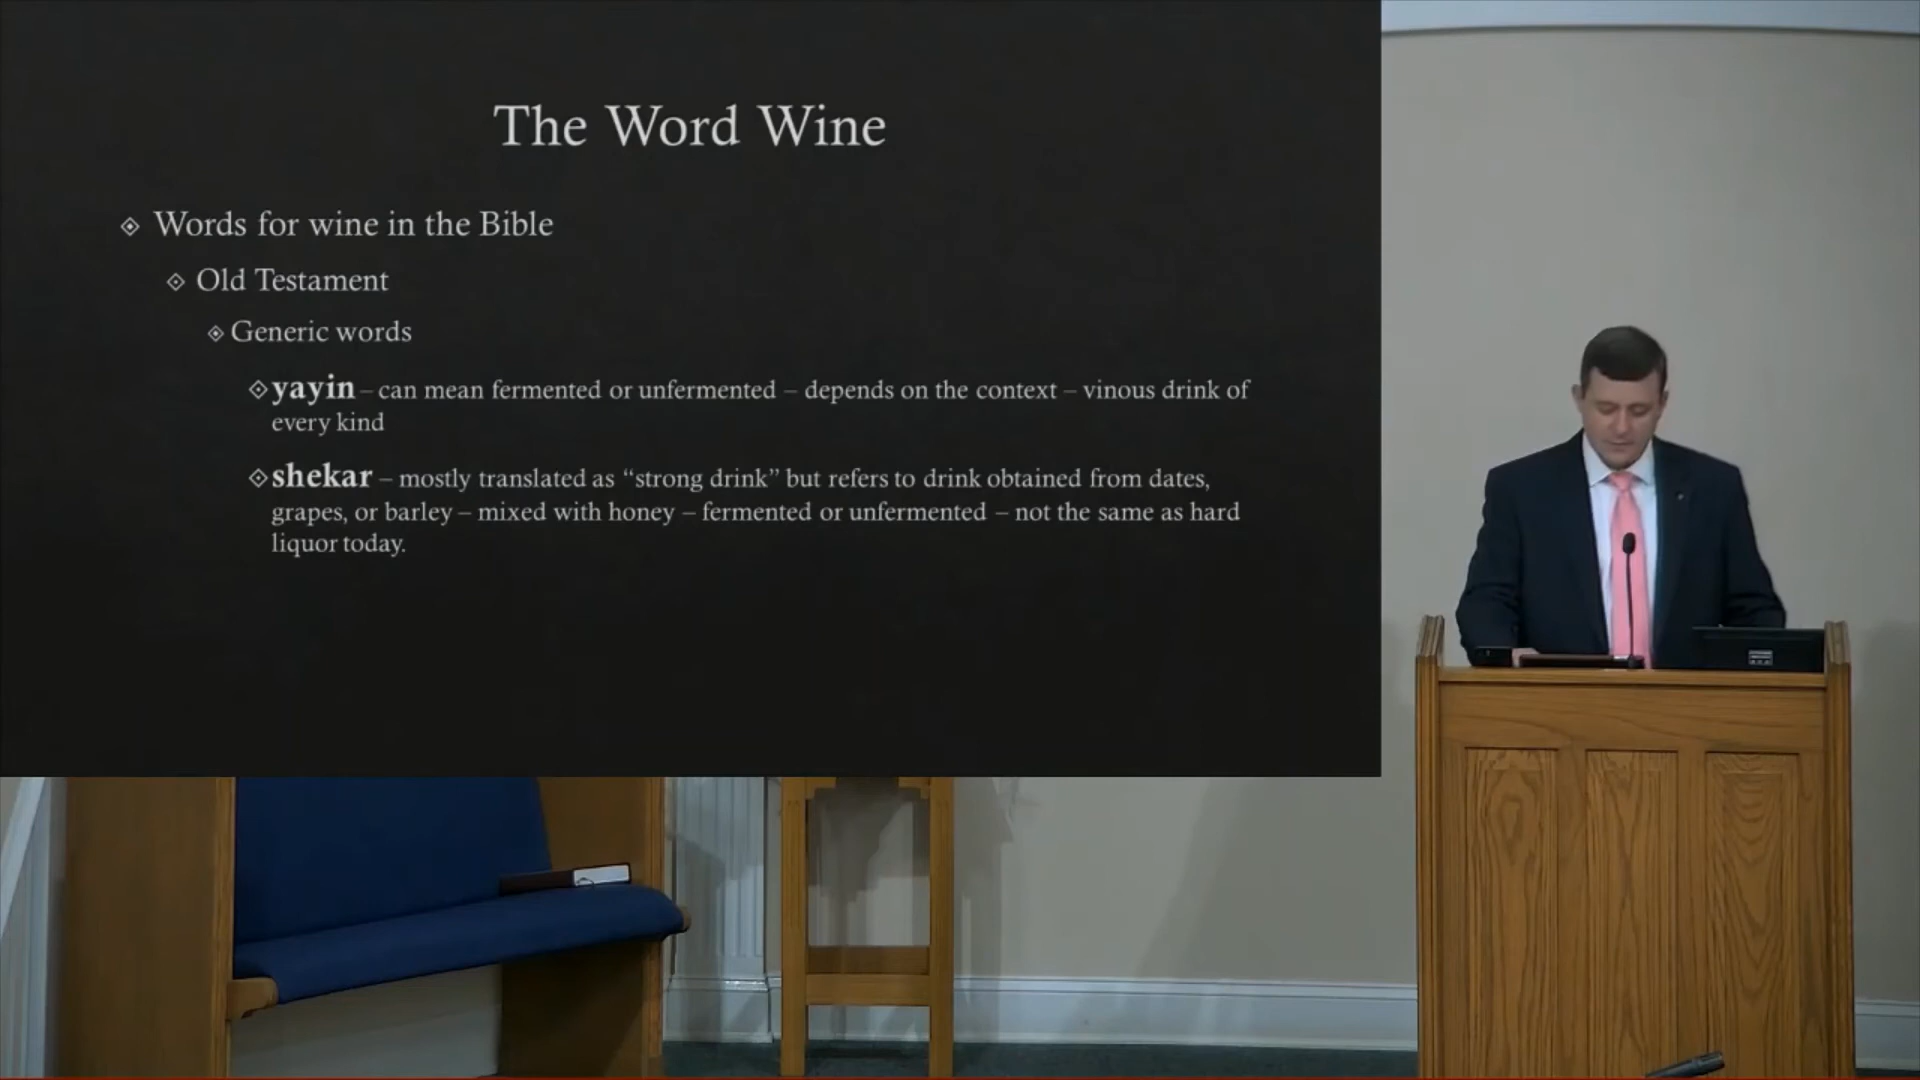 The Word Wine
Words for wine in the Bible
Old Testament
Generic words
yayin – can mean fermented or unfermented – depends on the context – vinous drink of
every kind
shekar – mostly translated as “strong drink” but refers to drink obtained from dates,
grapes, or barley – mixed with honey – fermented or unfermented – not the same as hard
liquor today.